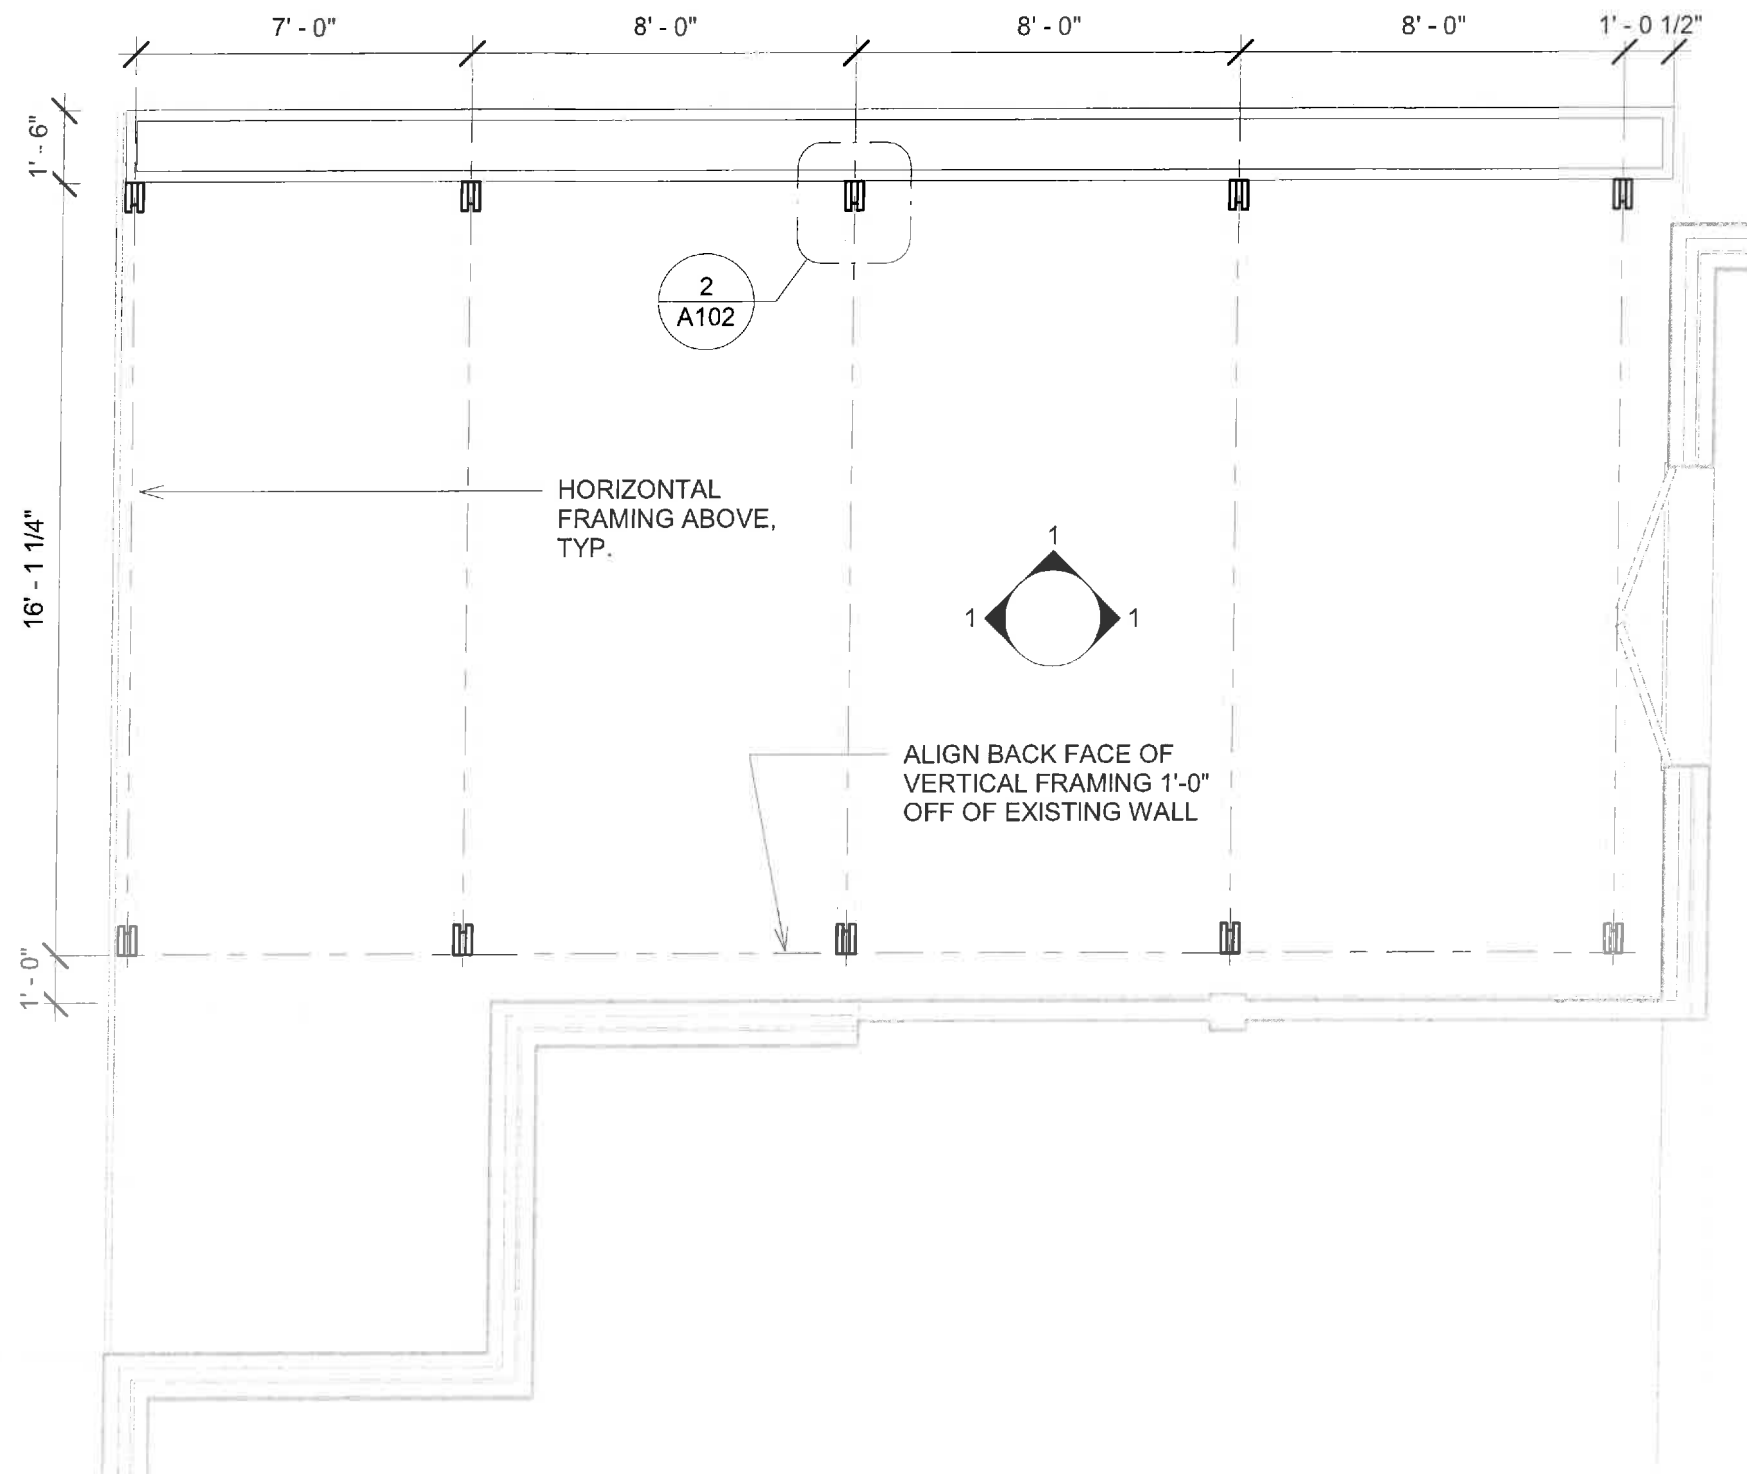 7' - 0"
8' - 0"
8' - 0"
8' - 0"
1' - 0 1/2"
1' - 6"
2
A102
HORIZONTAL
FRAMING ABOVE,
TYP.
16' - 1 1/4"
1
1
1
ALIGN BACK FACE OF
VERTICAL FRAMING 1'-0"
OFF OF EXISTING WALL
1' - 0"